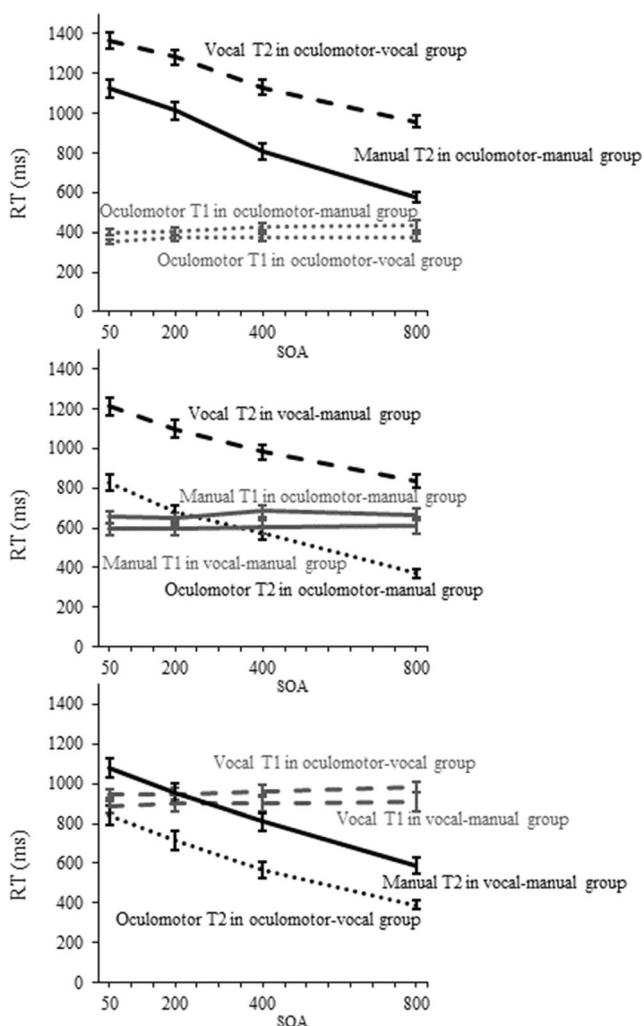 1400
Vocal T2 in oculomotor-vocal group
1200
1000
RT (ms)
800
Manual T2 in oculomotor-manual group
600
Oculomotor T1 in oculomotor-manual group
400
Oculomotor T1 in oculomotor-vocal group
200
0
50 200 400 800
SOA
1400
1200
Vocal T2 in vocal-manual group
1000
RT (ms)
800
Manual T1 in oculomotor-manual group
600
Manual T1 in vocal-manual group
400
Oculomotor T2 in oculomotor-manual group
200
0
50 200 400 800
SOA
1400
1200
Vocal T1 in oculomotor-vocal group
1000
Vocal T1 in vocal-manual group
RT (ms)
800
600
Manual T2 in vocal-manual group
400
Oculomotor T2 in oculomotor-vocal group
200
0
50 200 400 800
SOA